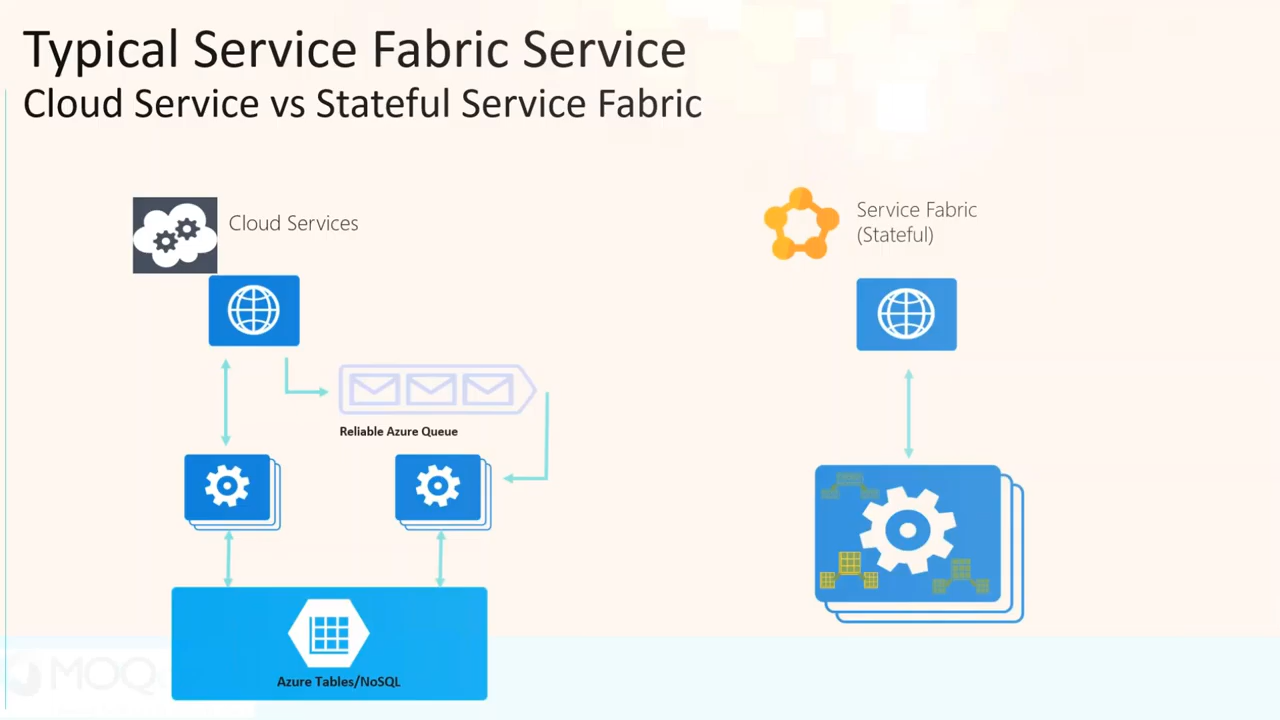 Typical Service Fabric Service
Cloud Service vs Stateful Service Fabric
Cloud Services
Service Fabric
(Stateful)
Reliable Azure Queue
Azure Tables/NoSQL
MOQ